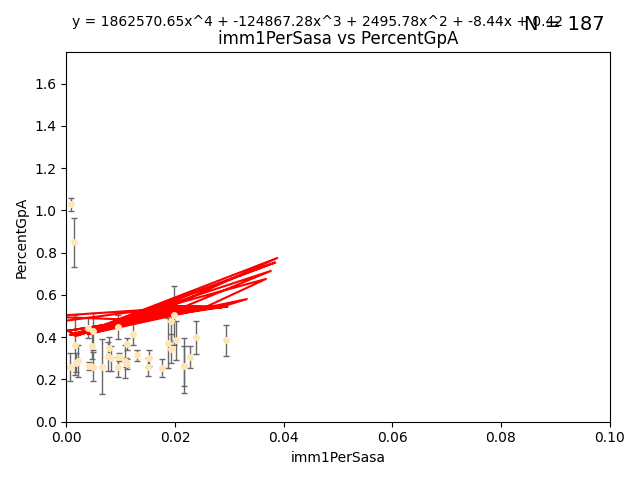 y = 1862570.65x^4 + -124867.28x^3 + 2495.78x^2 + -8.44x + 0.42
N = 187
imm1PerSasa vs PercentGpA
1.6
1.4
1.2
1.0
0.8
0.6
0.4
0.2
0.0
PercentGpA
0.00 0.02 0.04 0.06 0.08 0.10
imm1PerSasa